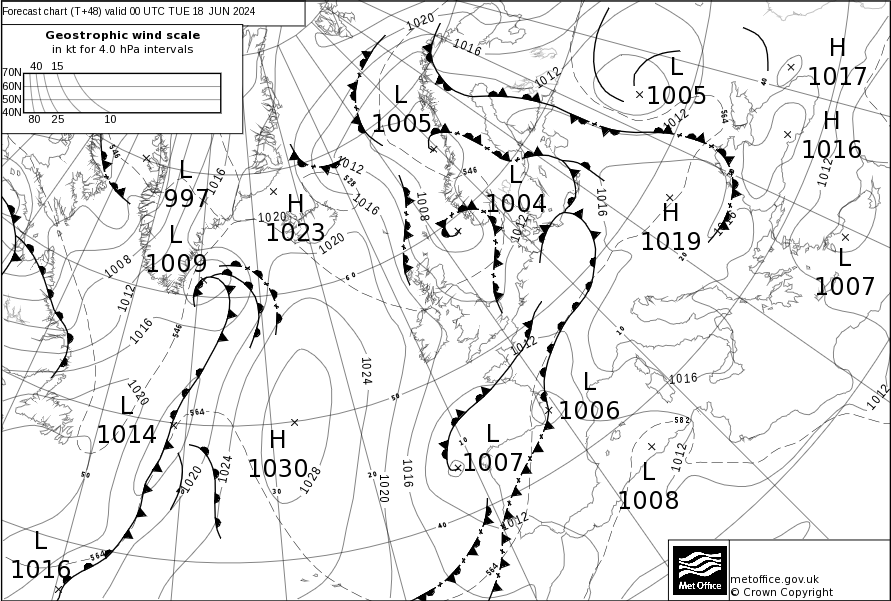 Forecast chart (T+48) valid 00 UTC TUE 18 JUN 2024
Geostrophic wind scale
in kt for 4.0 hPa intervals
40 15
70N
60N
50N
40N
80 25 10
1020
1016
1012
L
1005
H
1017
40
L
1005
564
1012
H
1016
546
L
997
1016
1012
528
1016
546
L
1004
1012
1008
1016
H
1023
1020
1020
1012
H
1019
1016
20
L
1009
1008
60
L
1007
1012
1016
546
10
1012
1024
1016
1020
50
L
1006
1012
L
1014
564
582
H
1030
L
1007
10
1012
50
1020
40
1024
30
1028
20
1020
1016
L
1008
40
1012
564
L
1016
564
Met Office
metoffice.gov.uk
© Crown Copyright